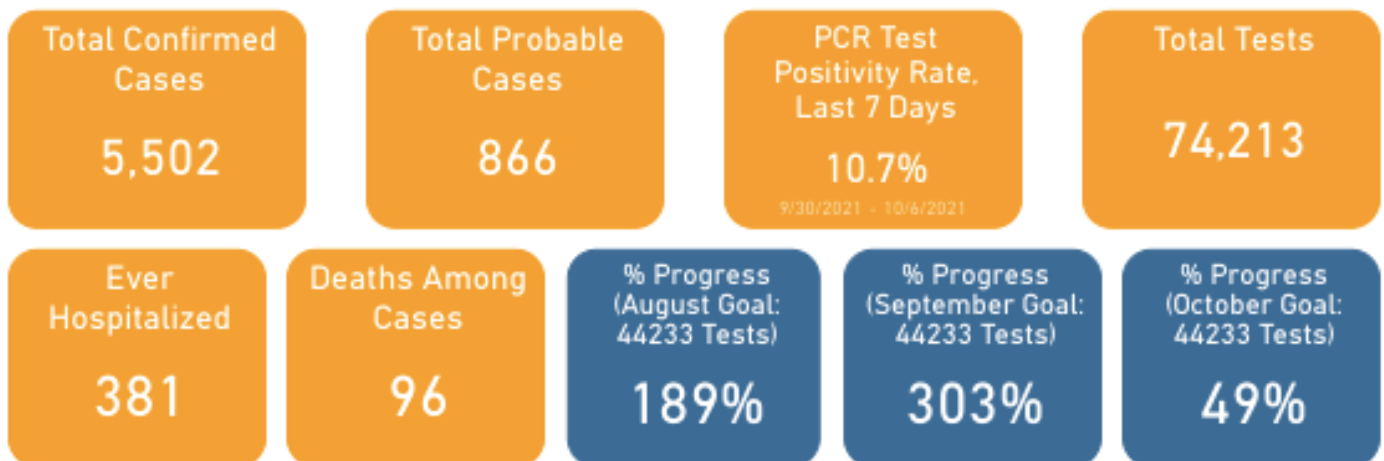 Total Confirmed
Cases
5,502
Total Probable
Cases
866
PCR Test
Positivity Rate,
Last 7 Days
10.7%
9/30/2021 - 10/6/2021
Total Tests
74,213
Ever
Hospitalized
381
Deaths Among
Cases
96
% Progress
(August Goal:
44233 Tests)
189%
% Progress
(September Goal:
44233 Tests)
303%
% Progress
(October Goal:
44233 Tests)
49%